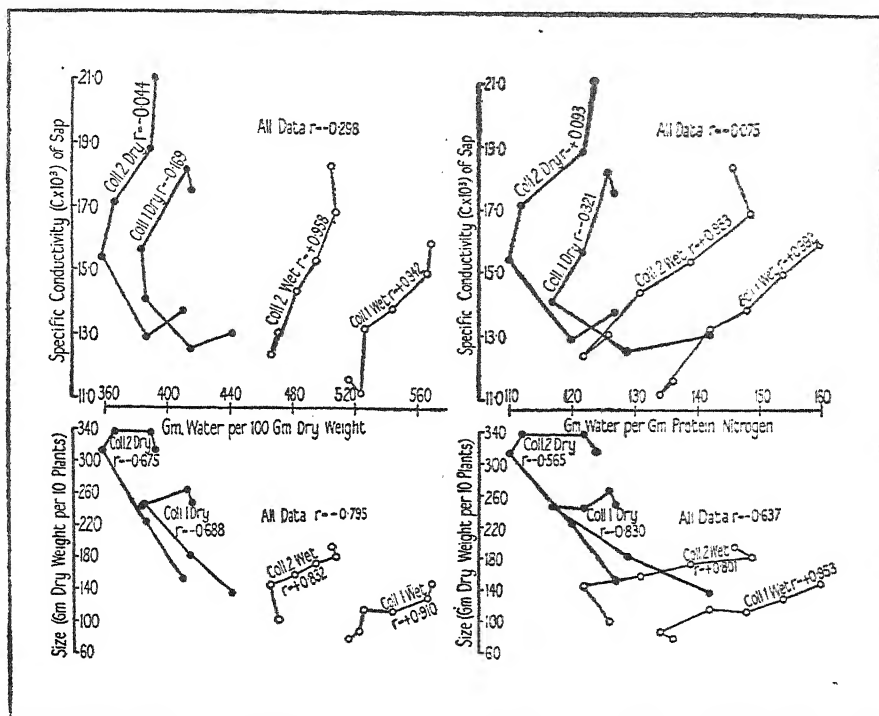 Specific Conductivity (C×10³) of Sap
21·0
19·0
17·0
15·0
13·0
11·0
Coll.2 Dry r=-0·044
Coll 1 Dry r=-0·169
All Data r=-0·298
Coll 2 Wet r=+0·958
Coll 1 Wet r=+0·942
360
400
440
480
520
560
Gm. Water per 100 Gm Dry Weight
Specific Conductivity (C×10³) of Sap
21·0
19·0
17·0
15·0
13·0
11·0
Coll.2 Dry r=+0·093
Coll 1 Dry r=-0·321
All Data r=-0·075
Coll 2 Wet r=+0·953
Wet
110
120
130
140
150
160
Gm Water per Gm Protein Nitrogen
Size (Gm Dry Weight per 10 Plants)
340
300
260
220
180
140
100
60
Coll.2 Dry
r=-0·675
Coll 1 Dry
r=-0·688
All Data r=-0·795
Coll 2 Wet
r=+0·832
Coll 1 Wet
r=+0·910
Size (Gm Dry Weight per 10 Plants)
340
300
260
220
180
140
100
60
Coll.2 Dry
r=-0·565
Coll 1 Dry
r=-0·830
All Data r=-0·637
Coll 2 Wet
r=+0·801
Coll 1 Wet r=+0·953